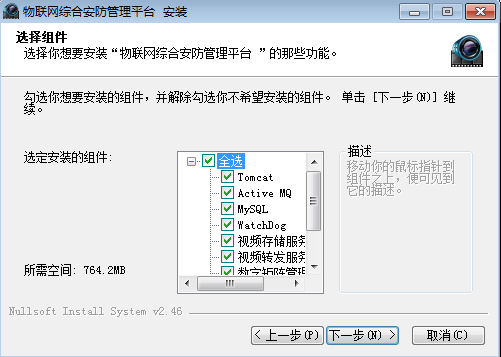 物联网综合安防管理平台 安装
选择组件
选择你想要安装“物联网综合安防管理平台 ”的那些功能。
勾选你想要安装的组件，并解除勾选你不希望安装的组件。 单击 [下一步(N)] 继
续。
选定安装的组件:
全选
Tomcat
Active MQ
MySQL
WatchDog
视频存储服务
视频转发服务
数字矩阵管理
描述
移动你的鼠标指针到
组件之上，便可见到
它的描述。
所需空间: 764.2MB
Nullsoft Install System v2.46
< 上一步(P)
下一步(N) >
取消(C)